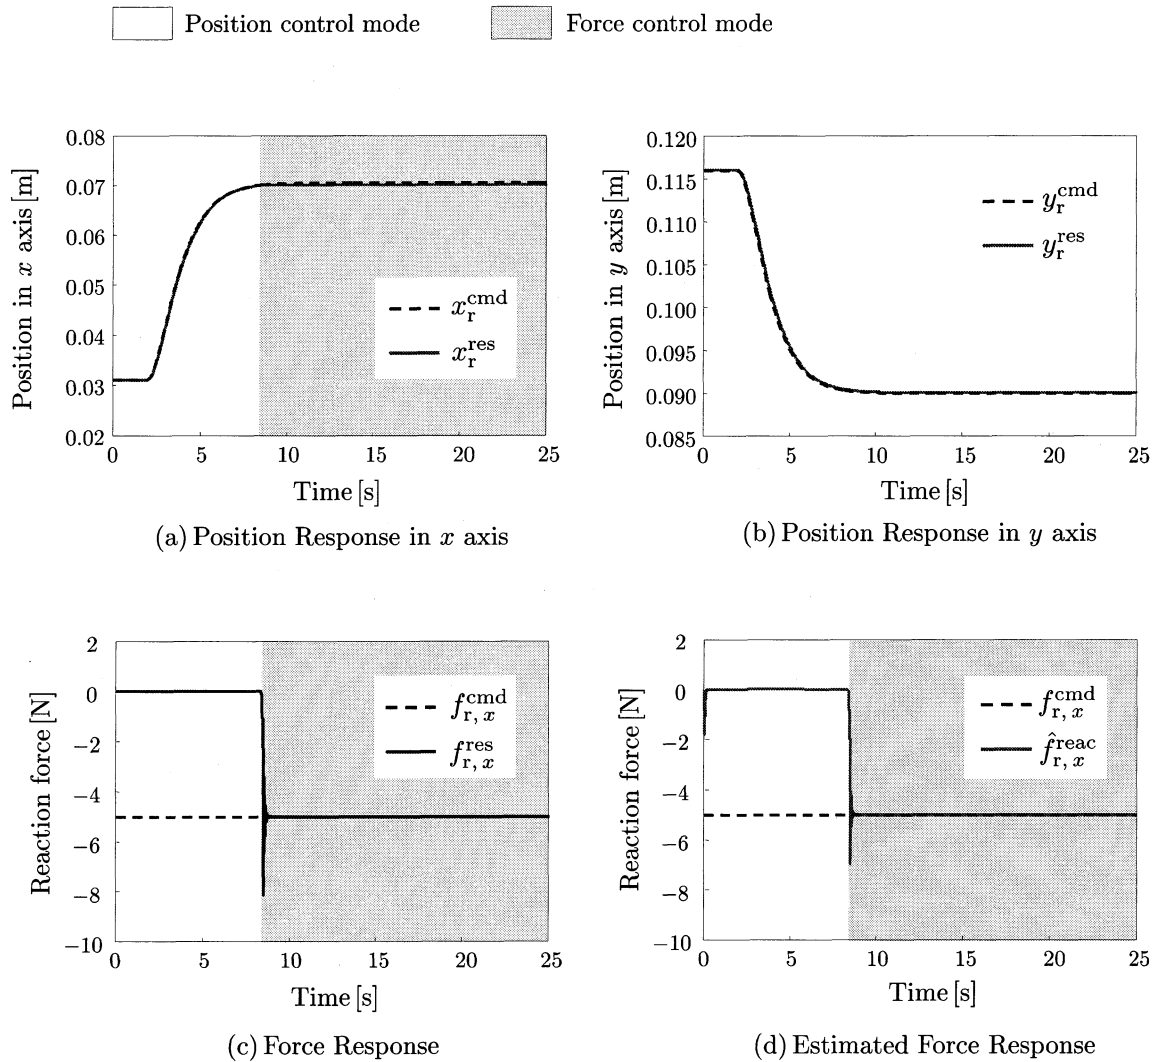 Position control mode
Force control mode
0.08
0.07
0.06
0.05
0.04
0.03
0.02
Position in x axis [m]
x_r^cmd
x_r^res
0 5 10 15 20 25
Time [s]
(a) Position Response in x axis
0.120
0.115
0.110
0.105
0.100
0.095
0.090
0.085
Position in y axis [m]
y_r^cmd
y_r^res
0 5 10 15 20 25
Time [s]
(b) Position Response in y axis
2
0
−2
−4
−6
−8
−10
Reaction force [N]
f_r, x^cmd
f_r, x^res
0 5 10 15 20 25
Time [s]
(c) Force Response
2
0
−2
−4
−6
−8
−10
Reaction force [N]
f_r, x^cmd
f̂_r, x^reac
0 5 10 15 20 25
Time [s]
(d) Estimated Force Response